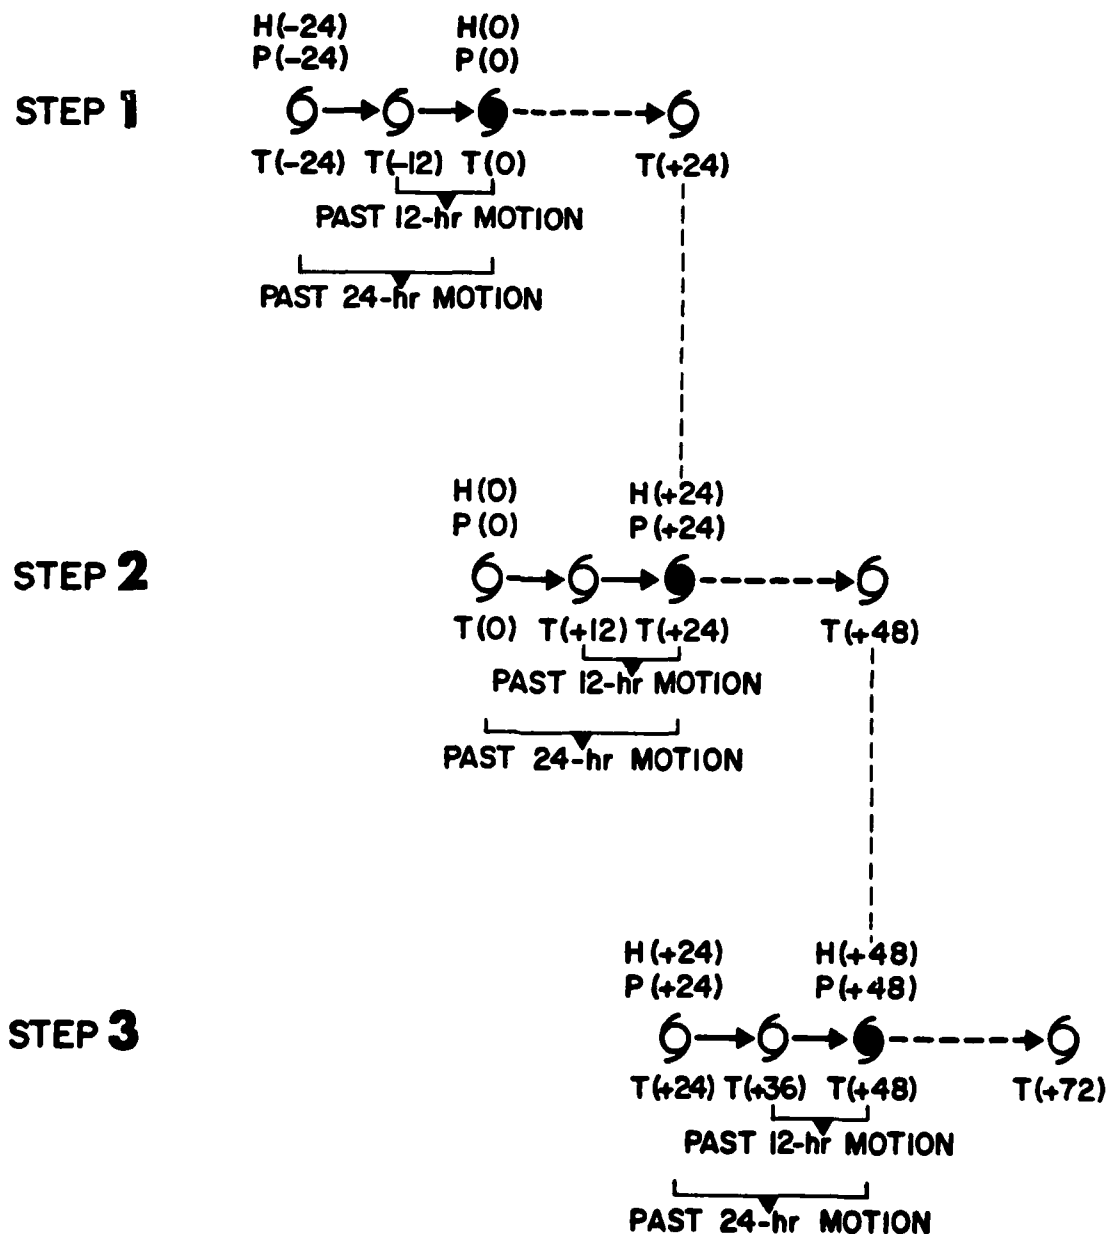 H(-24) H(0)
P(-24) P(0)
STEP 1
T(-24) T(-12) T(0) T(+24)
PAST 12-hr MOTION
PAST 24-hr MOTION
H(0) H(+24)
P(0) P(+24)
STEP 2
T(0) T(+12) T(+24) T(+48)
PAST 12-hr MOTION
PAST 24-hr MOTION
H(+24) H(+48)
P(+24) P(+48)
STEP 3
T(+24) T(+36) T(+48) T(+72)
PAST 12-hr MOTION
PAST 24-hr MOTION